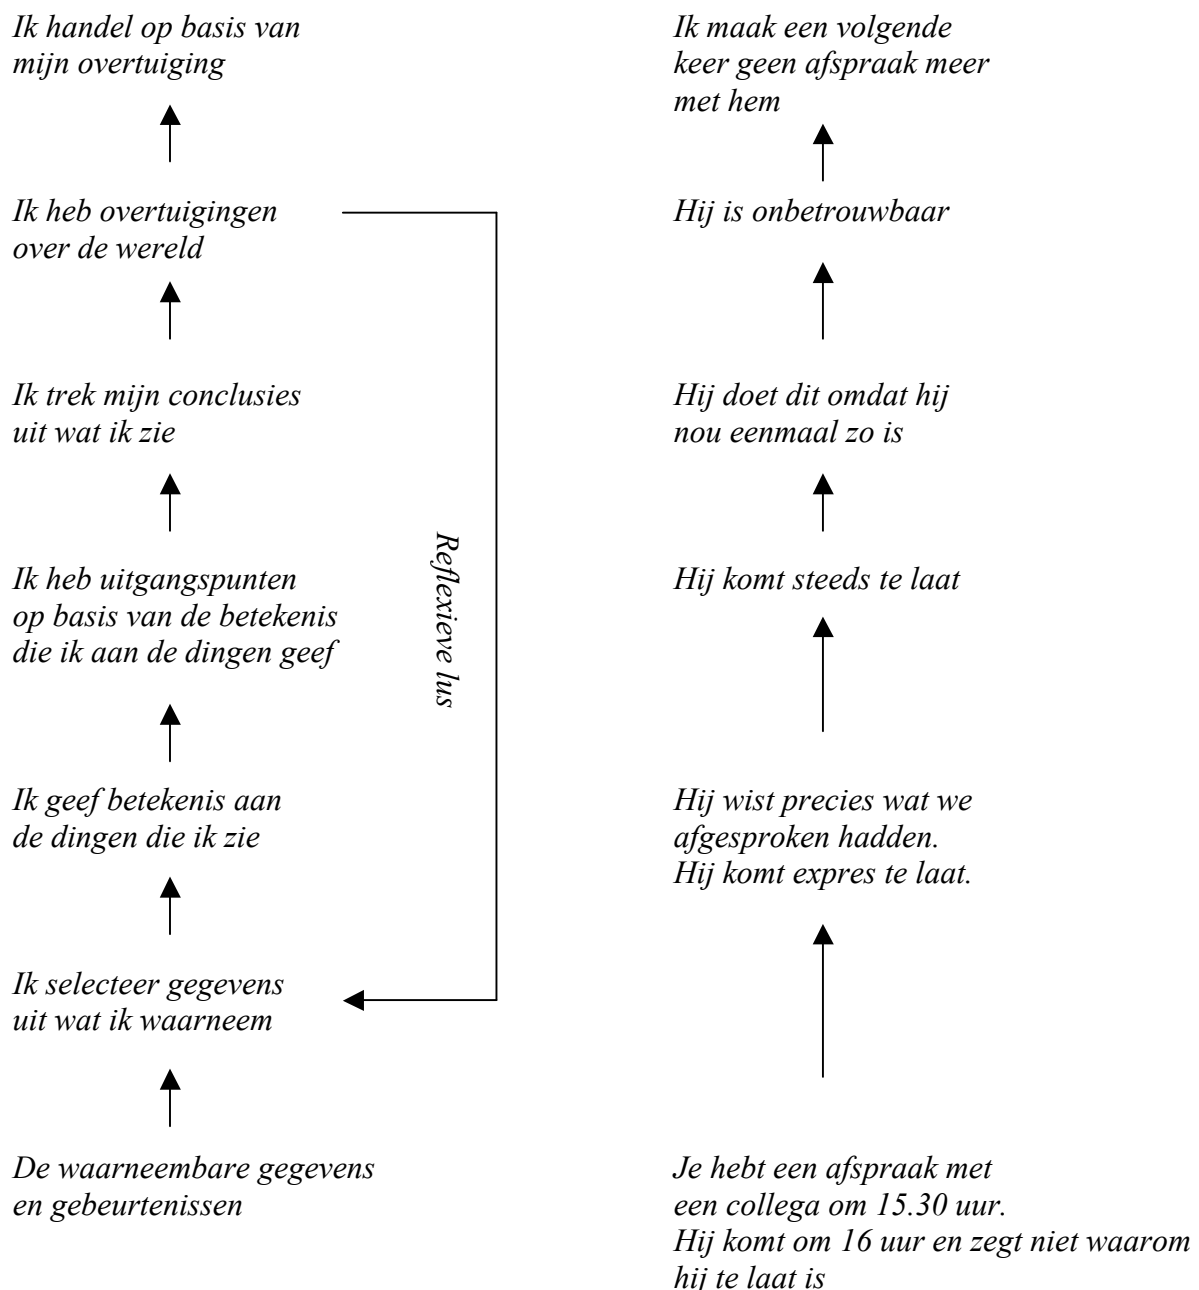 Ik handel op basis van
mijn overtuiging
Ik heb overtuigingen
over de wereld
Ik trek mijn conclusies
uit wat ik zie
Ik heb uitgangspunten
op basis van de betekenis
die ik aan de dingen geef
Ik geef betekenis aan
de dingen die ik zie
Ik selecteer gegevens
uit wat ik waarneem
De waarneembare gegevens
en gebeurtenissen
Reflexieve lus
Ik maak een volgende
keer geen afspraak meer
met hem
Hij is onbetrouwbaar
Hij doet dit omdat hij
nou eenmaal zo is
Hij komt steeds te laat
Hij wist precies wat we
afgesproken hadden.
Hij komt expres te laat.
Je hebt een afspraak met
een collega om 15.30 uur.
Hij komt om 16 uur en zegt niet waarom
hij te laat is